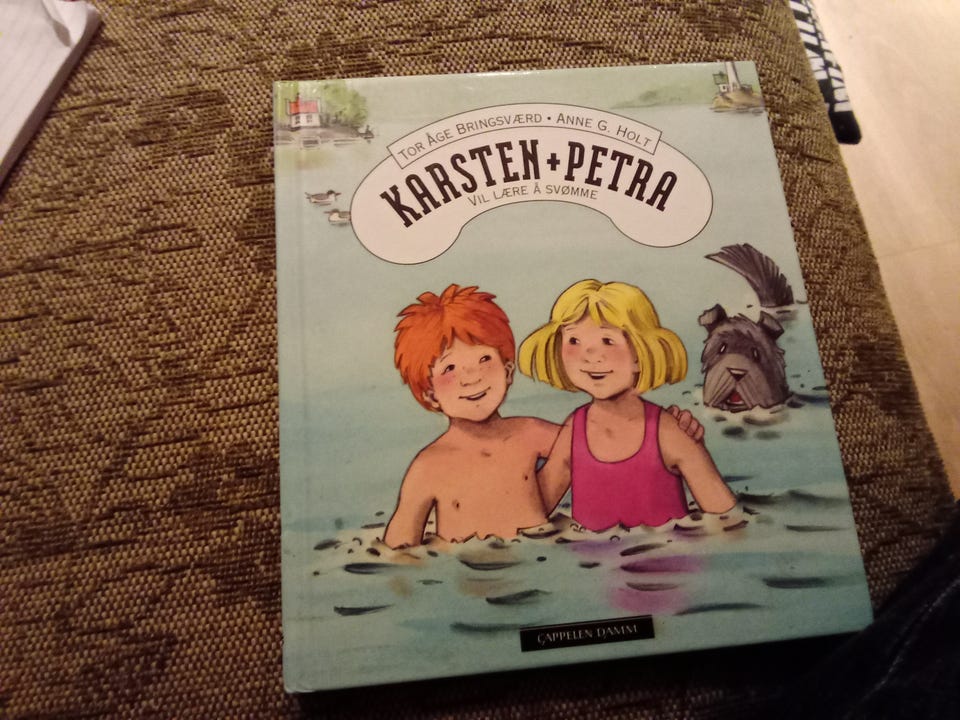 TOR ÅGE BRINGSVÆRD • ANNE G. HOLT
KARSTEN+PETRA
VIL LÆRE Å SVØMME
CAPPELEN DAMM